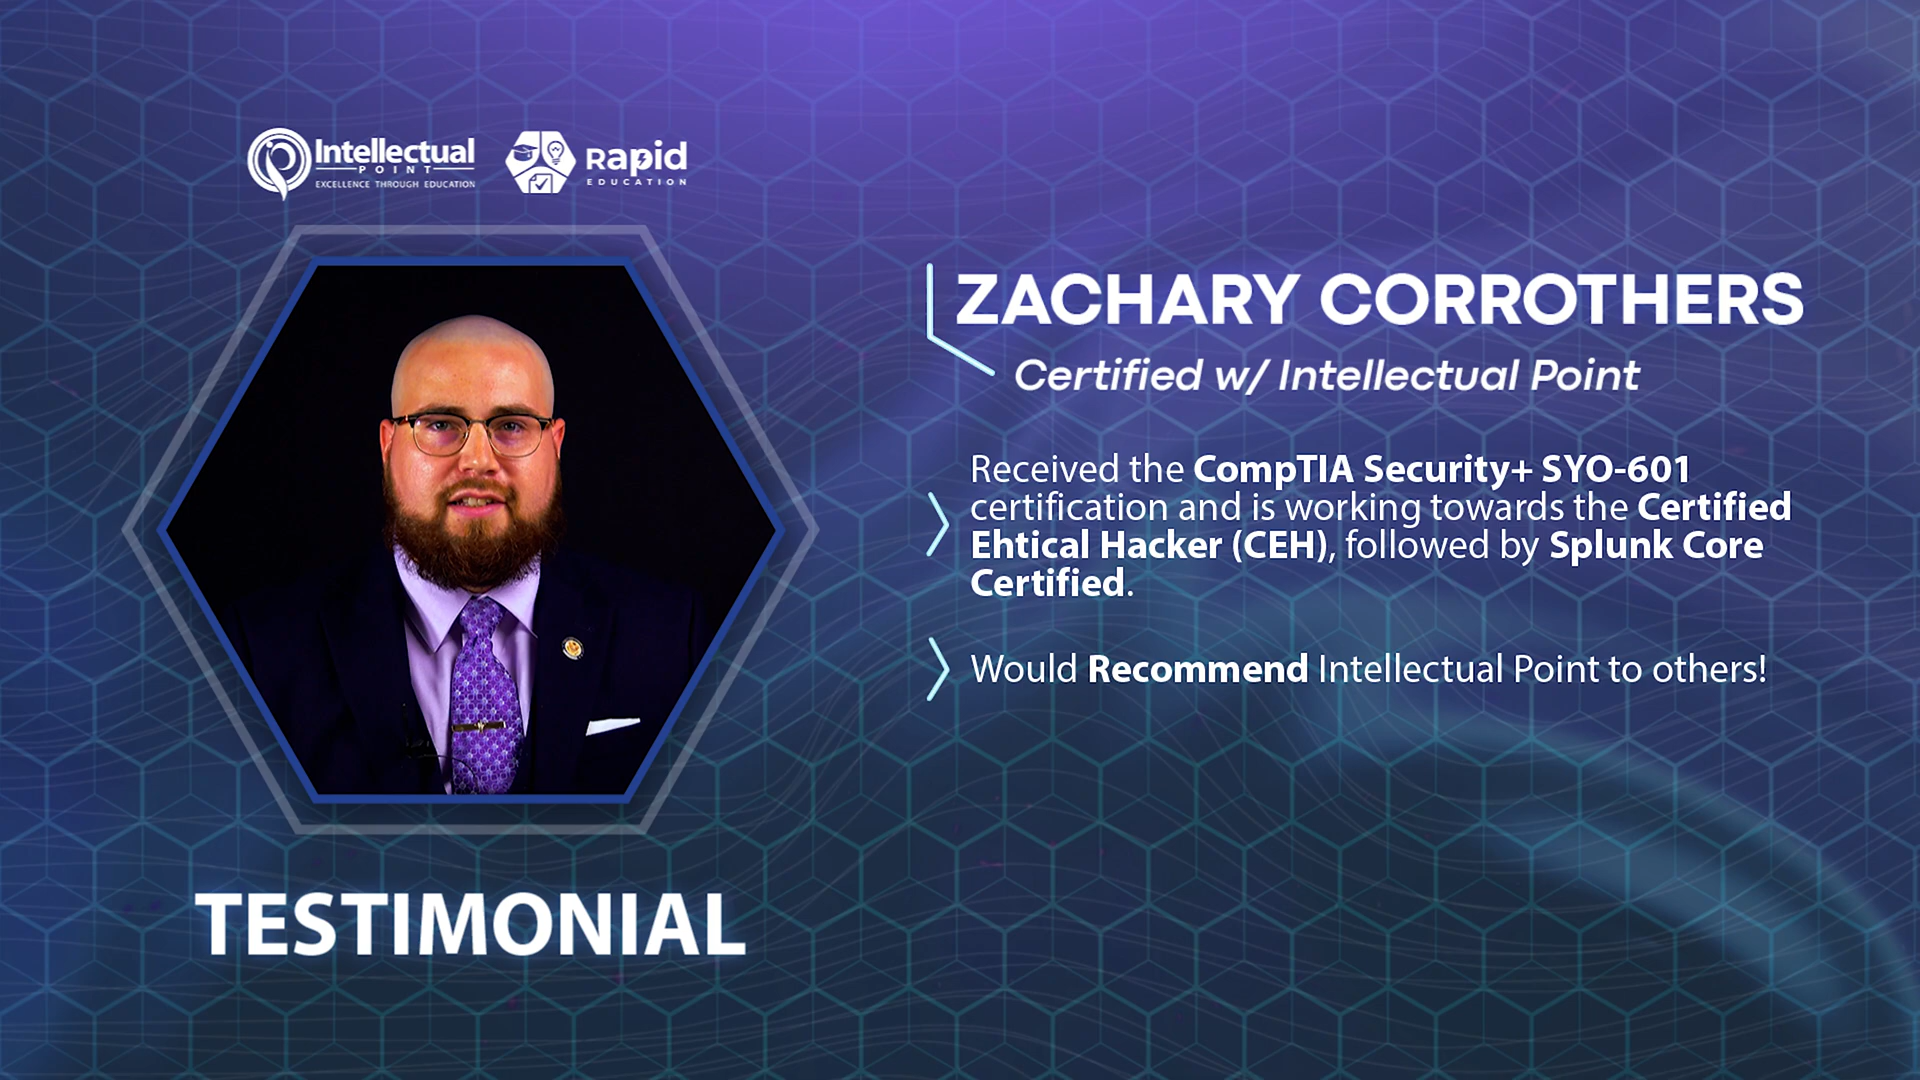 Intellectual
POINT
EXCELLENCE THROUGH EDUCATION
Rapid
EDUCATION
ZACHARY CORROTHERS
Certified w/ Intellectual Point
Received the CompTIA Security+ SYO-601
certification and is working towards the Certified
Ehtical Hacker (CEH), followed by Splunk Core
Certified.
Would Recommend Intellectual Point to others!
TESTIMONIAL